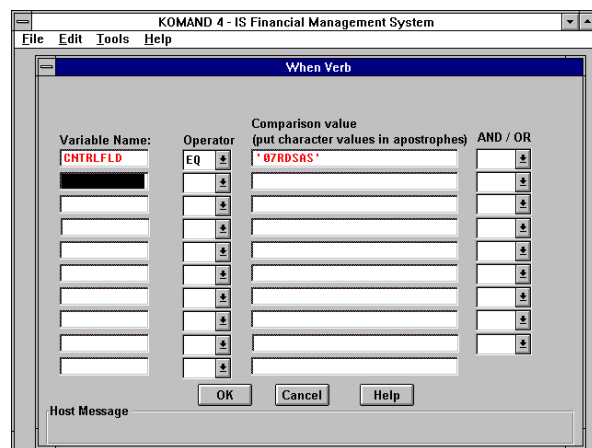 KOMAND 4 - IS Financial Management System
File Edit Tools Help
When Verb
Comparison value
Variable Name: Operator (put character values in apostrophes) AND / OR
CNTRLFLD EQ '07RDSAS'
OK Cancel Help
Host Message